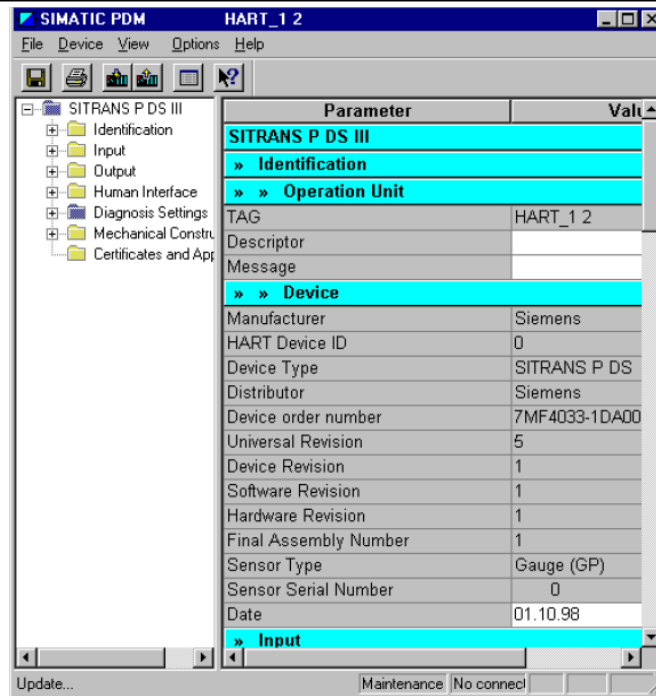 SIMATIC PDM HART_1 2
File Device View Options Help
SITRANS P DS III
Identification
Input
Output
Human Interface
Diagnosis Settings
Mechanical Constru
Certificates and App
Parameter Valu
SITRANS P DS III
» Identification
» » Operation Unit
TAG HART_1 2
Descriptor
Message
» » Device
Manufacturer Siemens
HART Device ID 0
Device Type SITRANS P DS
Distributor Siemens
Device order number 7MF4033-1DA00
Universal Revision 5
Device Revision 1
Software Revision 1
Hardware Revision 1
Final Assembly Number 1
Sensor Type Gauge (GP)
Sensor Serial Number 0
Date 01.10.98
» Input
Update... Maintenance No connect